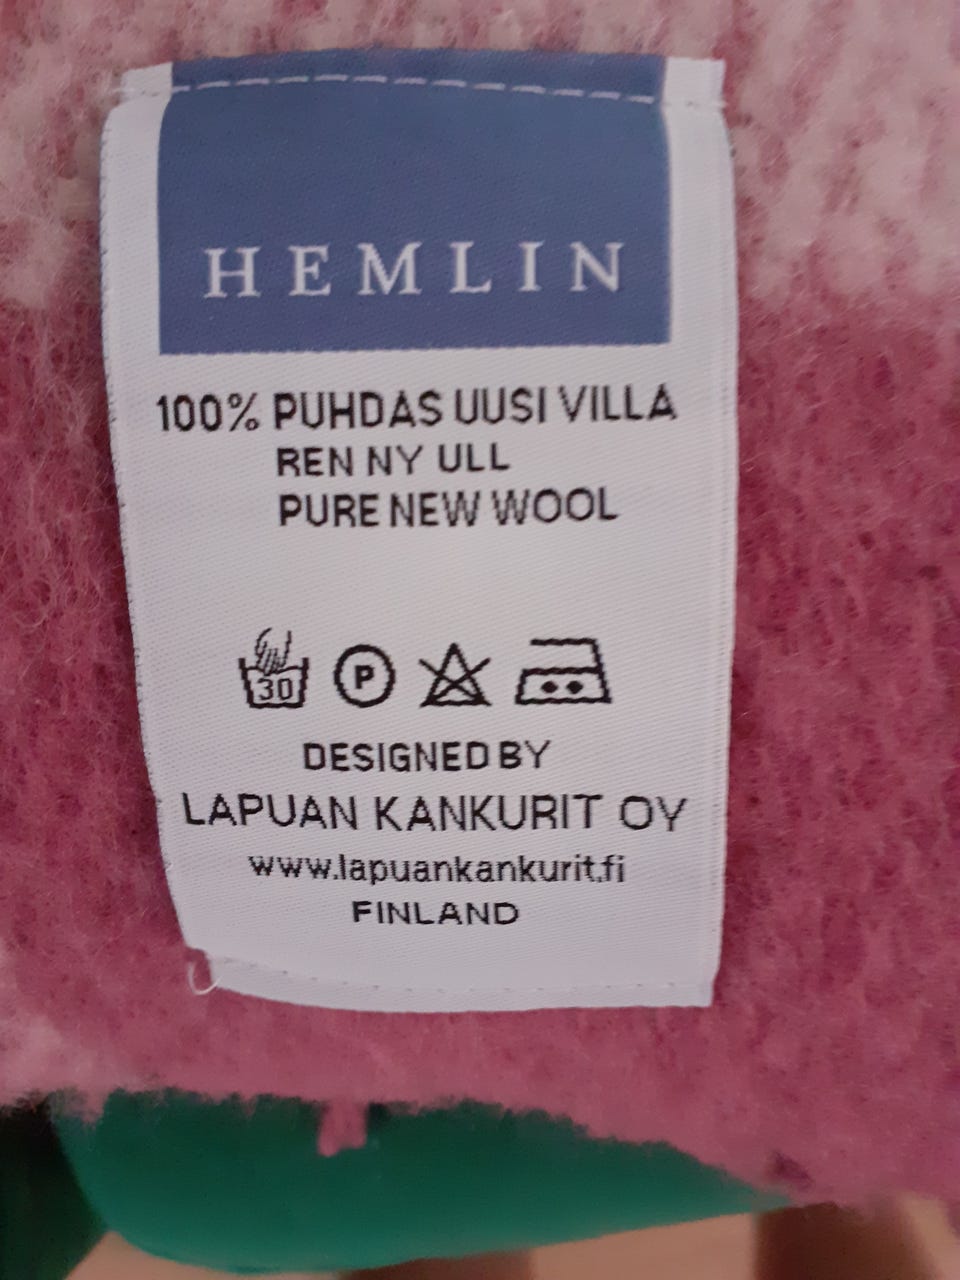 HEMLIN
100% PUHDAS UUSI VILLA
REN NY ULL
PURE NEW WOOL
30 P
DESIGNED BY
LAPUAN KANKURIT OY
www.lapuankankurit.fi
FINLAND